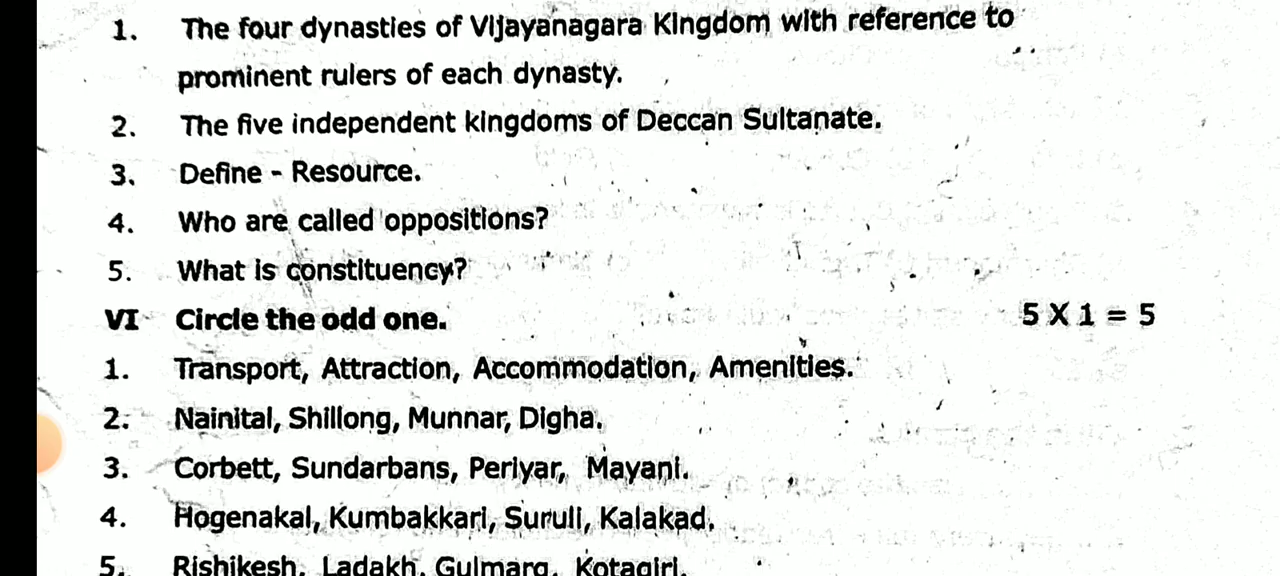 1. The four dynasties of Vijayanagara Kingdom with reference to
prominent rulers of each dynasty.
2. The five independent kingdoms of Deccan Sultanate.
3. Define - Resource.
4. Who are called oppositions?
5. What is constituency?
VI Circle the odd one. 5 X 1 = 5
1. Transport, Attraction, Accommodation, Amenities.
2. Nainital, Shillong, Munnar, Digha.
3. Corbett, Sundarbans, Periyar, Mayani.
4. Hogenakal, Kumbakkari, Suruli, Kalakad.
5. Rishikesh, Ladakh, Gulmarg, Kotagiri.